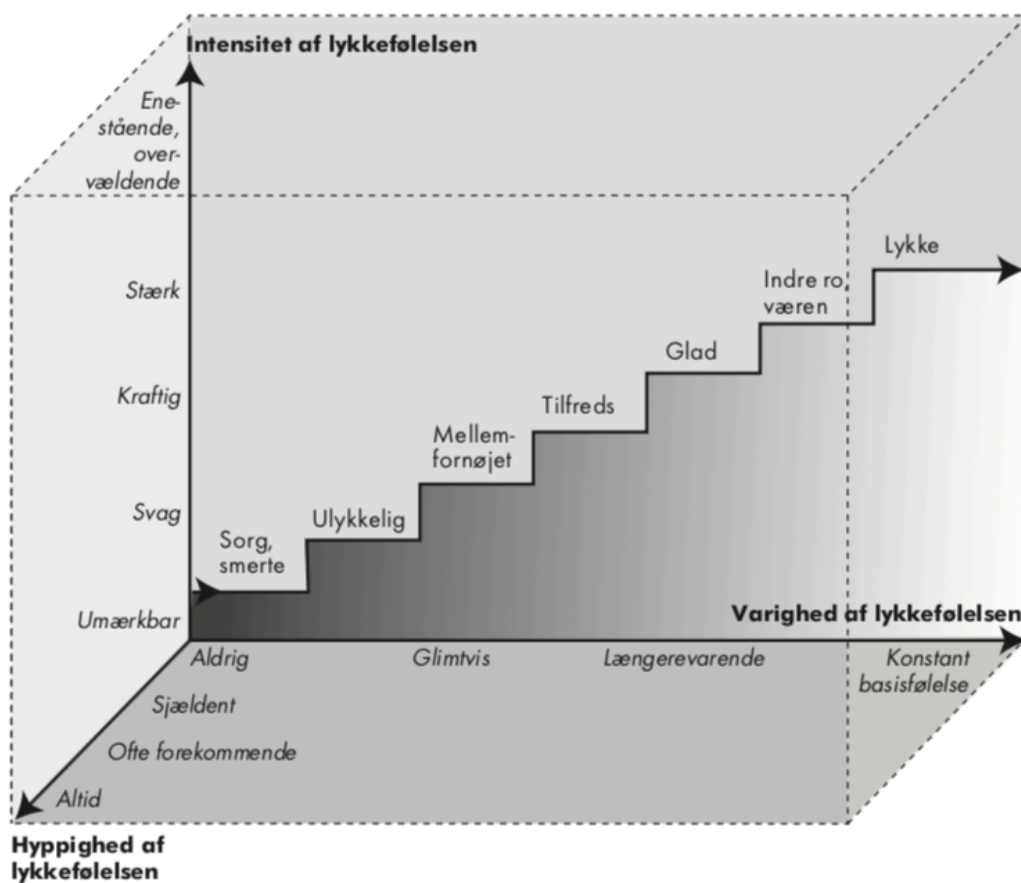 Intensitet af lykkefølelsen
Ene-
stående,
over-
vældende
Stærk
Kraftig
Svag
Umærkbar
Lykke
Indre ro,
væren
Glad
Tilfreds
Mellem-
fornøjet
Ulykkelig
Sorg,
smerte
Varighed af lykkefølelsen
Aldrig
Glimtvis
Længerevarende
Konstant
basisfølelse
Sjældent
Ofte forekommende
Altid
Hyppighed af
lykkefølelsen